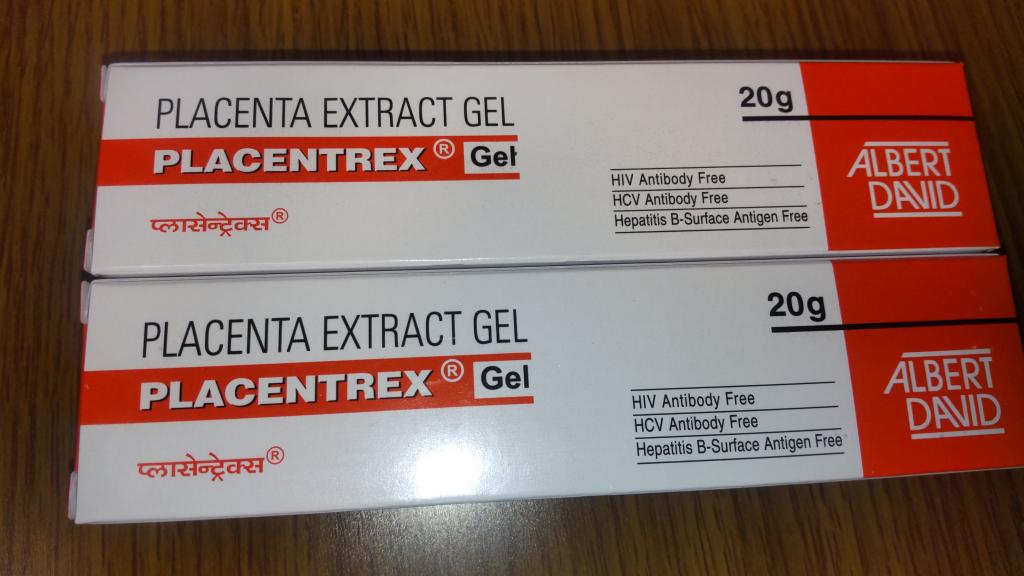 PLACENTA EXTRACT GEL
PLACENTREX® Gel
प्लासेन्ट्रेक्स®
20g
HIV Antibody Free
HCV Antibody Free
Hepatitis B-Surface Antigen Free
ALBERT
DAVID
PLACENTA EXTRACT GEL
PLACENTREX® Gel
प्लासेन्ट्रेक्स®
20g
HIV Antibody Free
HCV Antibody Free
Hepatitis B-Surface Antigen Free
ALBERT
DAVID